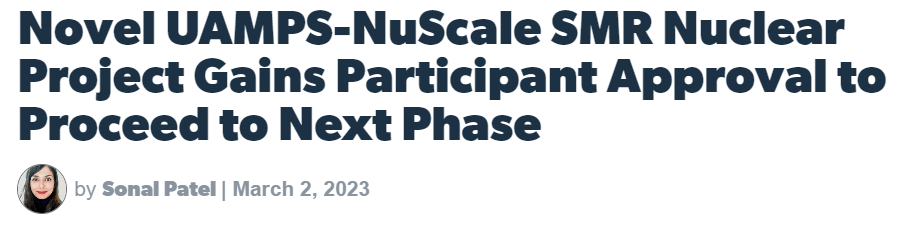 Novel UAMPS-NuScale SMR Nuclear
Project Gains Participant Approval to
Proceed to Next Phase
by Sonal Patel | March 2, 2023